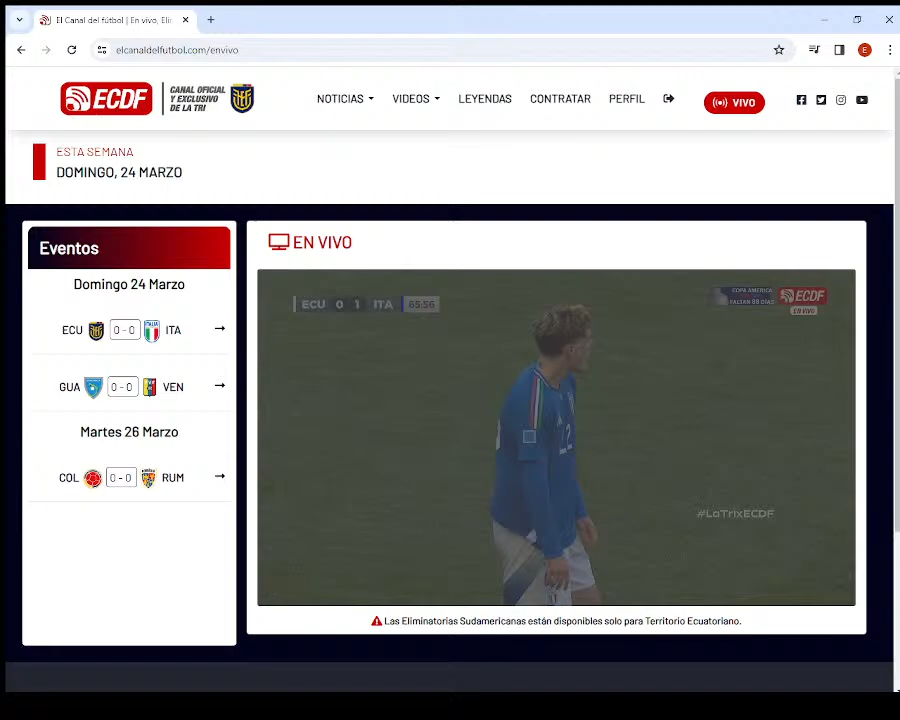 El Canal del fútbol | En vivo, Eli
elcanaldelfutbol.com/envivo
E
ECDF
CANAL OFICIAL
Y EXCLUSIVO
DE LA TRI
NOTICIAS VIDEOS LEYENDAS CONTRATAR PERFIL VIVO
ESTA SEMANA
DOMINGO, 24 MARZO
Eventos
Domingo 24 Marzo
ECU 0 - 0 ITA
GUA 0 - 0 VEN
Martes 26 Marzo
COL 0 - 0 RUM
EN VIVO
ECU 0 1 ITA 65:56
COPA AMERICA
FALTAN 88 DÍAS
ECDF
EN VIVO
#LaTrixECDF
Las Eliminatorias Sudamericanas están disponibles solo para Territorio Ecuatoriano.